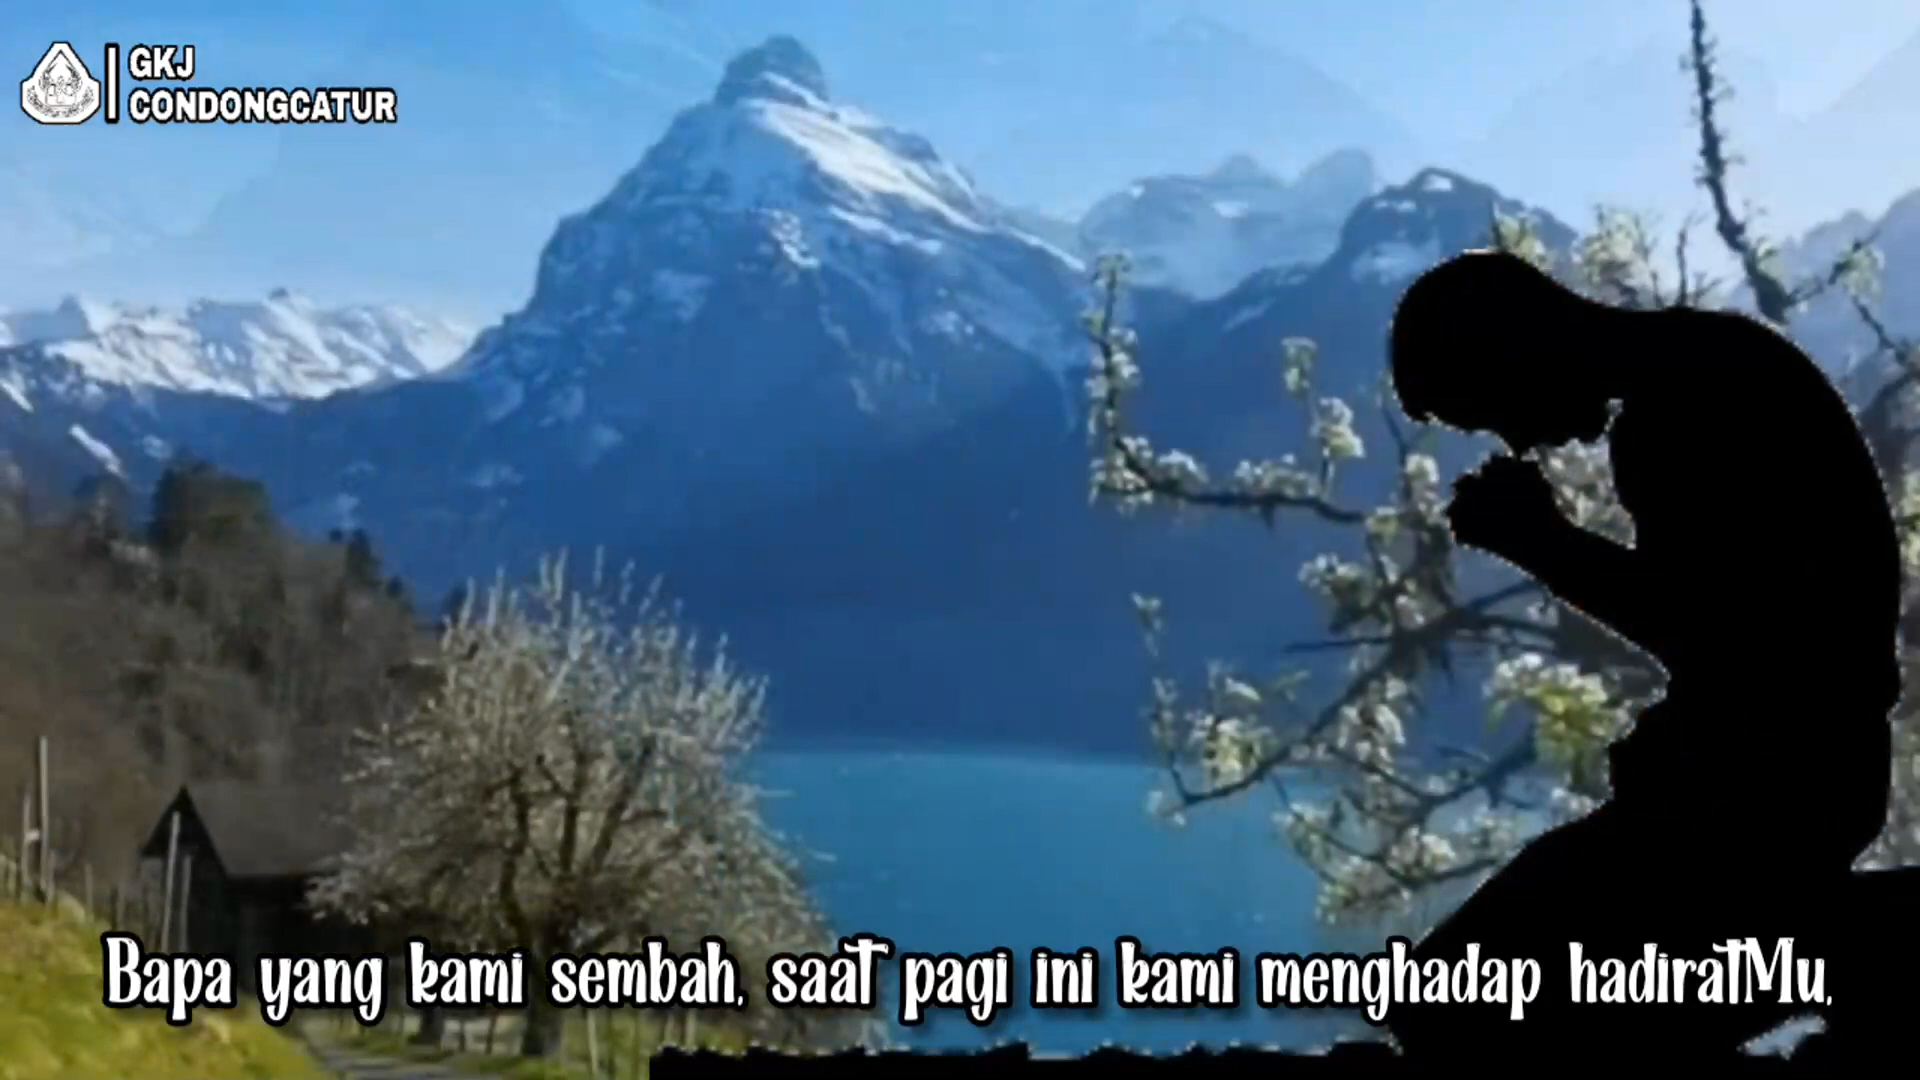 GKJ
CONDONGCATUR
Bapa yang kami sembah, saat pagi ini kami menghadap hadiratMu,